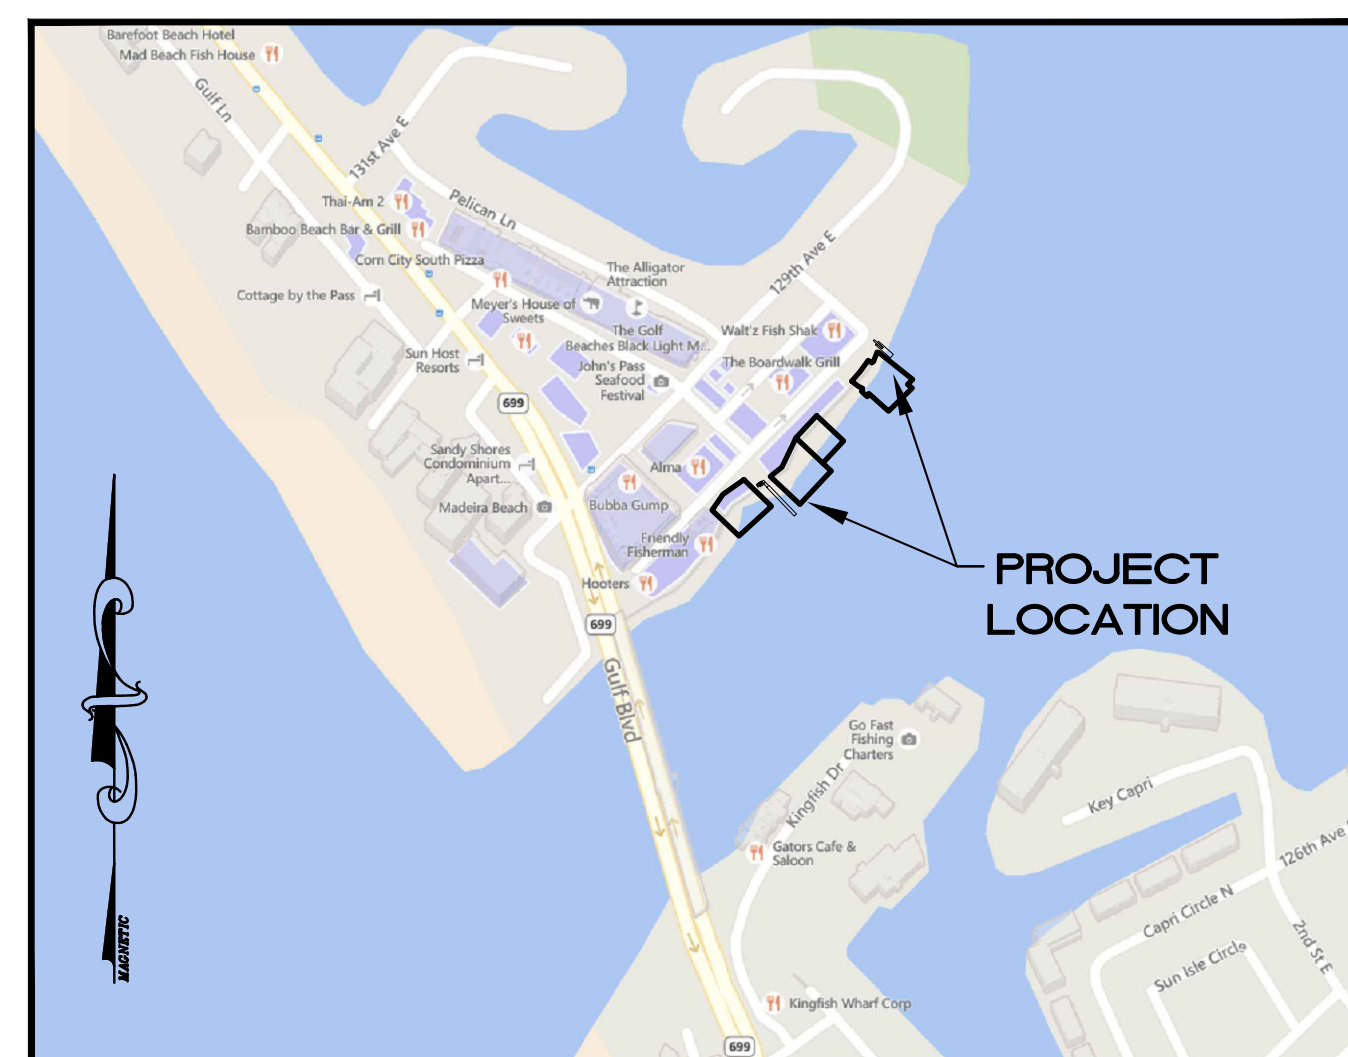 Barefoot Beach Hotel
Mad Beach Fish House
Gulf Ln
131st Ave E
Thai-Am 2
Pelican Ln
Bamboo Beach Bar & Grill
129th Ave E
Corn City South Pizza
The Alligator
Attraction
Cottage by the Pass
Meyer's House of
Sweets
The Golf
Beaches Black Light M...
Walt'z Fish Shak
Sun Host
Resorts
John's Pass
Seafood
Festival
The Boardwalk Grill
699
Sandy Shores
Condominium
Apart...
Alma
Madeira Beach
Bubba Gump
Friendly
Fisherman
Hooters
PROJECT
LOCATION
699
Gulf Blvd
Go Fast
Fishing
Charters
Kingfish Dr
Key Capri
Gators Cafe &
Saloon
126th Ave
Capri Circle N
MAGNETIC
Sun Isle Circle
2nd St E
Kingfish Wharf Corp
699